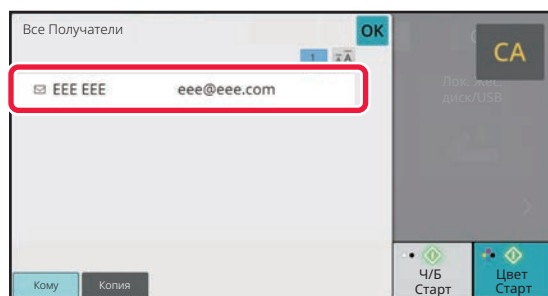 Все Получатели
OK
CA
1
EEE EEE eee@eee.com
Лок. Жес.
диск/USB
Кому
Копия
Ч/Б
Старт
Цвет
Старт